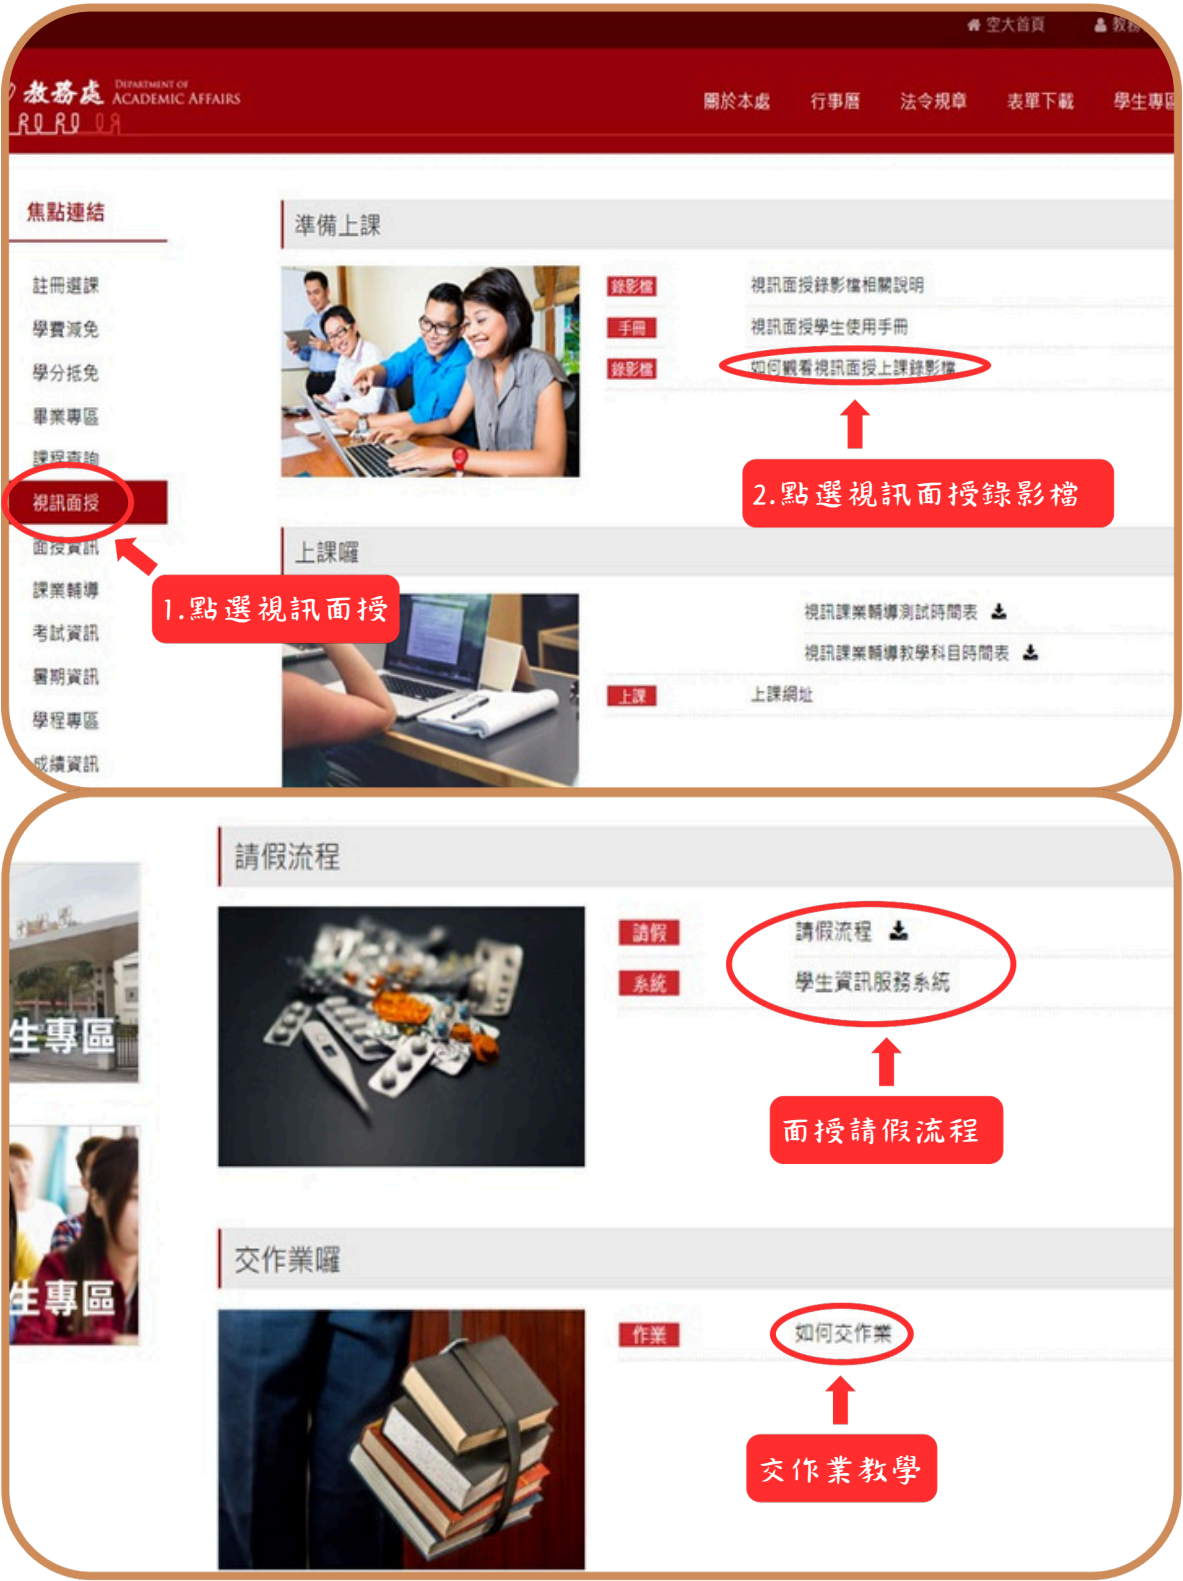 空大首頁
教務
教務處 DEPARTMENT OF ACADEMIC AFFAIRS
關於本處 行事曆 法令規章 表單下載 學生專區
焦點連結
註冊選課
學費減免
學分抵免
畢業專區
課程查詢
視訊面授
面授資訊
課業輔導
考試資訊
暑期資訊
學程專區
成績資訊
1.點選視訊面授
準備上課
錄影檔 視訊面授錄影檔相關說明
手冊 視訊面授學生使用手冊
錄影檔 如何觀看視訊面授上課錄影檔
2.點選視訊面授錄影檔
上課囉
視訊課業輔導測試時間表
視訊課業輔導教學科目時間表
上課 上課網址
請假流程
請假 請假流程
系統 學生資訊服務系統
面授請假流程
生專區
生專區
交作業囉
作業 如何交作業
交作業教學